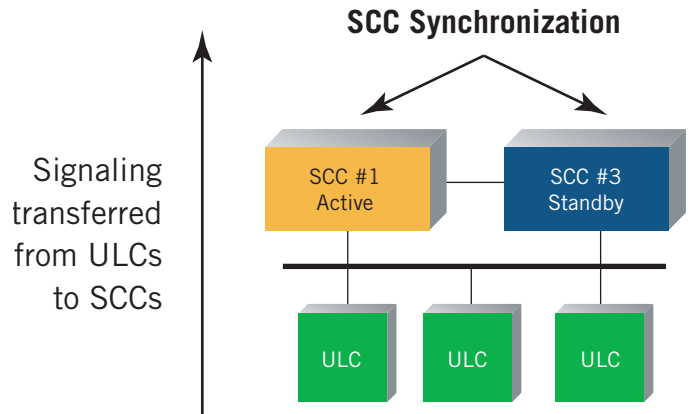 SCC Synchronization
Signaling
transferred
from ULCs
to SCCs
SCC #1
Active
SCC #3
Standby
ULC
ULC
ULC